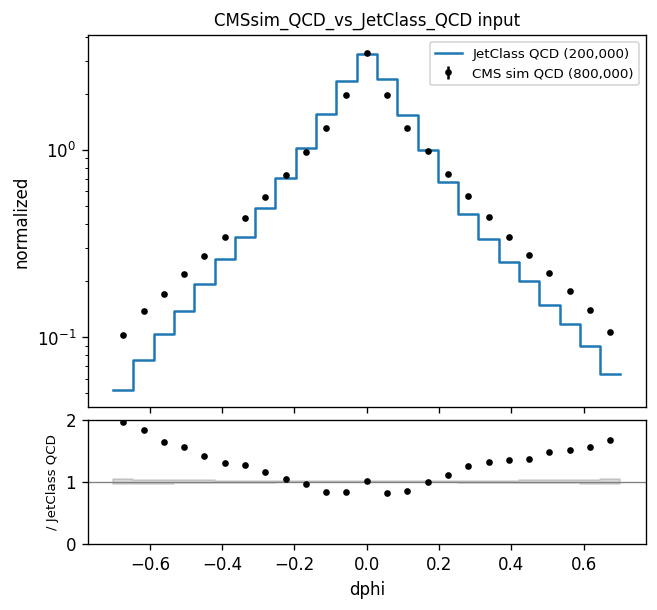 CMSsim_QCD_vs_JetClass_QCD input
JetClass QCD (200,000)
CMS sim QCD (800,000)
normalized
10⁰
10⁻¹
/ JetClass QCD
2
1
0
−0.6 −0.4 −0.2 0.0 0.2 0.4 0.6
dphi